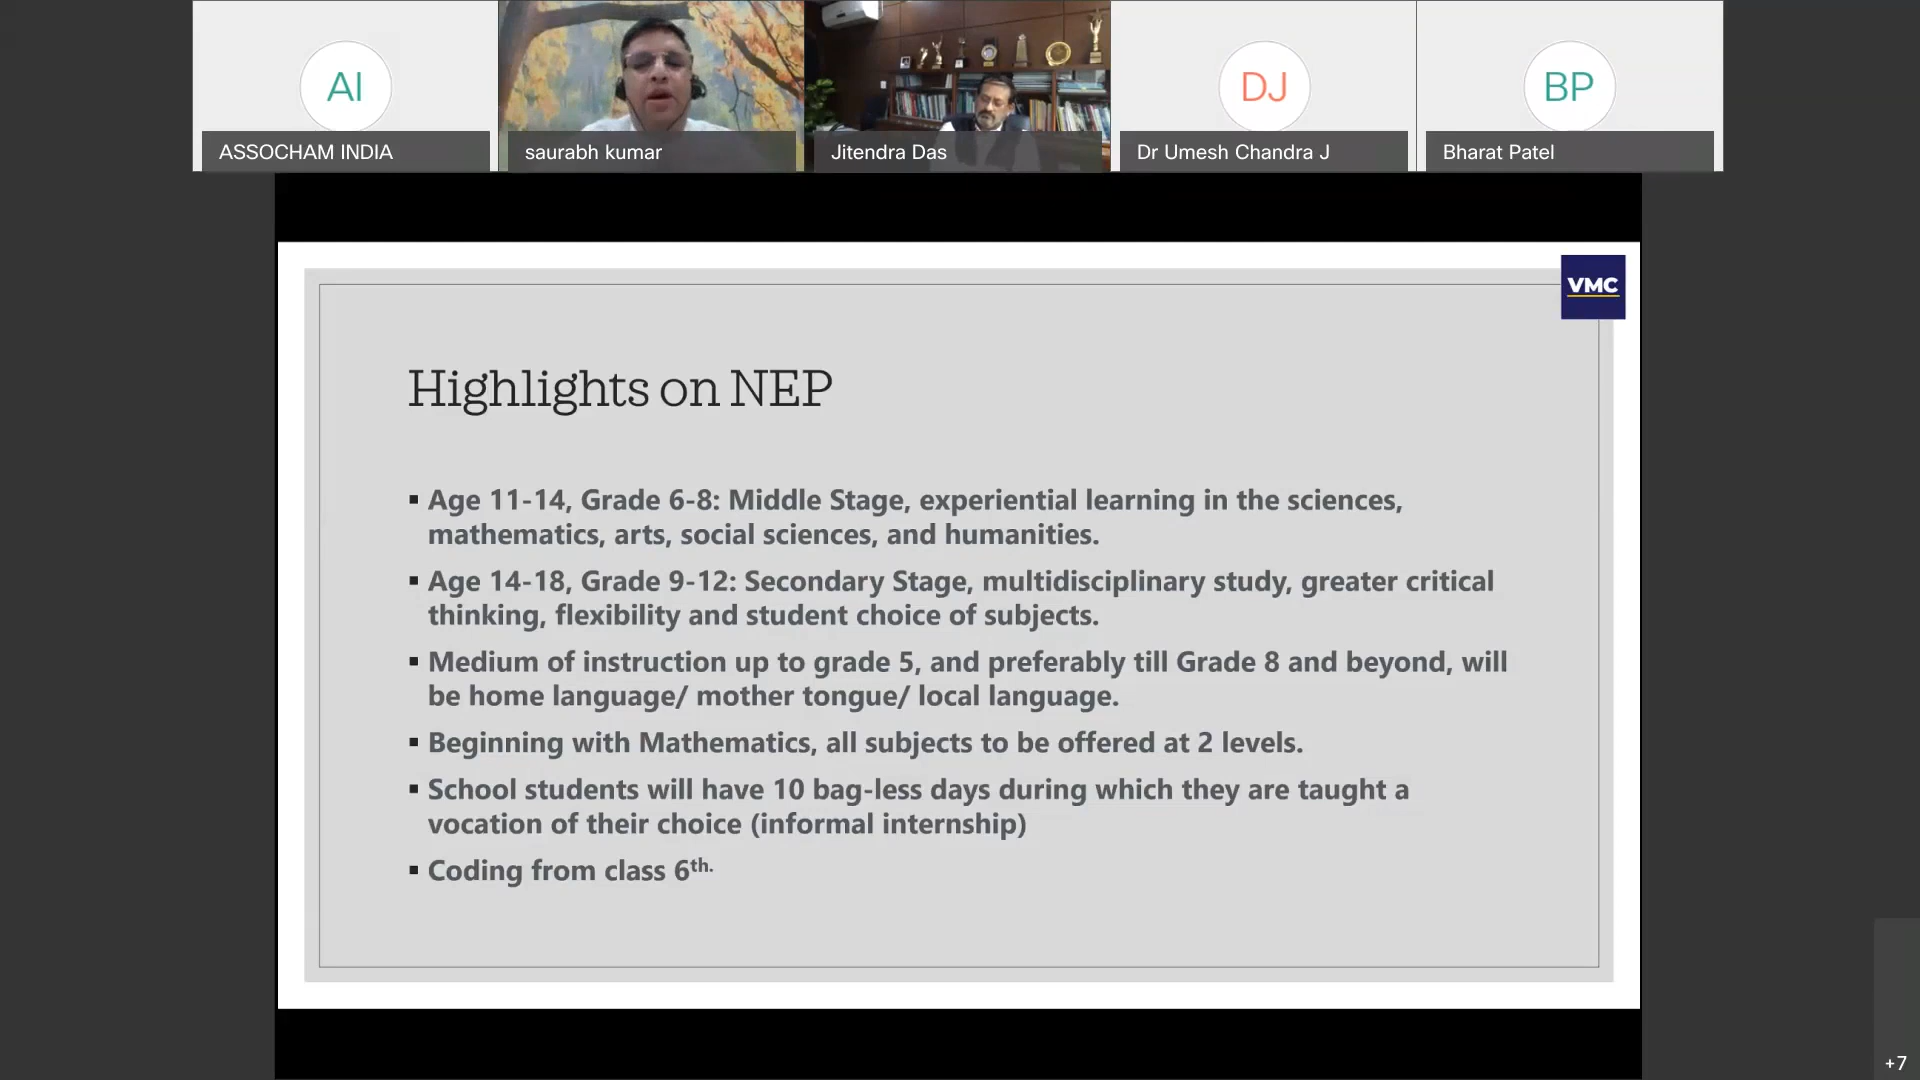 AI
DJ
BP
ASSOCHAM INDIA
saurabh kumar
Jitendra Das
Dr Umesh Chandra J
Bharat Patel
VMC
Highlights on NEP
▪ Age 11-14, Grade 6-8: Middle Stage, experiential learning in the sciences,
mathematics, arts, social sciences, and humanities.
▪ Age 14-18, Grade 9-12: Secondary Stage, multidisciplinary study, greater critical
thinking, flexibility and student choice of subjects.
▪ Medium of instruction up to grade 5, and preferably till Grade 8 and beyond, will
be home language/ mother tongue/ local language.
▪ Beginning with Mathematics, all subjects to be offered at 2 levels.
▪ School students will have 10 bag-less days during which they are taught a
vocation of their choice (informal internship)
▪ Coding from class 6th.
+7